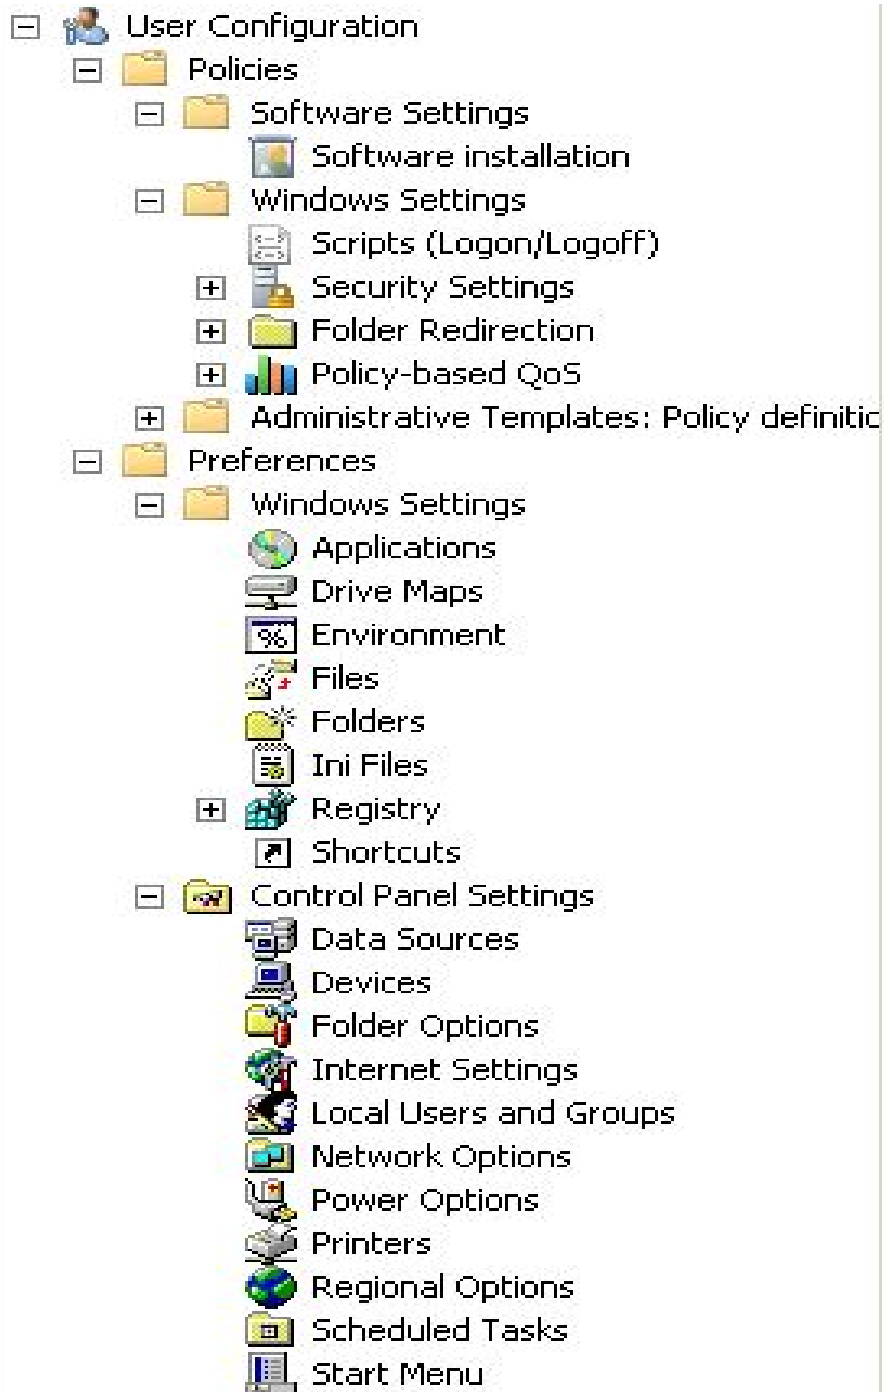 User Configuration
Policies
Software Settings
Software installation
Windows Settings
Scripts (Logon/Logoff)
Security Settings
Folder Redirection
Policy-based QoS
Administrative Templates: Policy definitio
Preferences
Windows Settings
Applications
Drive Maps
Environment
Files
Folders
Ini Files
Registry
Shortcuts
Control Panel Settings
Data Sources
Devices
Folder Options
Internet Settings
Local Users and Groups
Network Options
Power Options
Printers
Regional Options
Scheduled Tasks
Start Menu